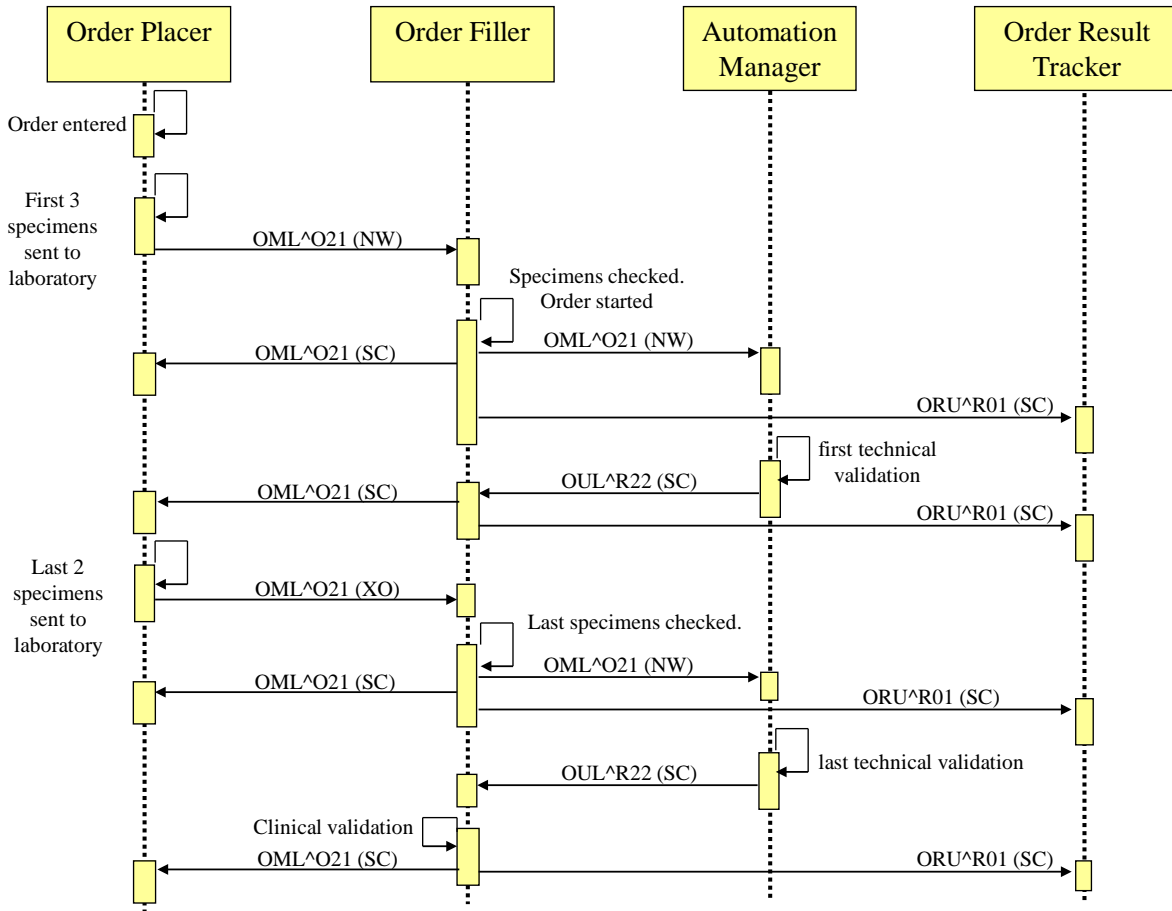 Order Placer
Order Filler
Automation
Manager
Order Result
Tracker
Order entered
First 3
specimens
sent to
laboratory
OML^O21 (NW)
Specimens checked.
Order started
OML^O21 (NW)
OML^O21 (SC)
ORU^R01 (SC)
first technical
validation
OUL^R22 (SC)
OML^O21 (SC)
ORU^R01 (SC)
Last 2
specimens
sent to
laboratory
OML^O21 (XO)
Last specimens checked.
OML^O21 (NW)
OML^O21 (SC)
ORU^R01 (SC)
last technical validation
OUL^R22 (SC)
Clinical validation
OML^O21 (SC)
ORU^R01 (SC)